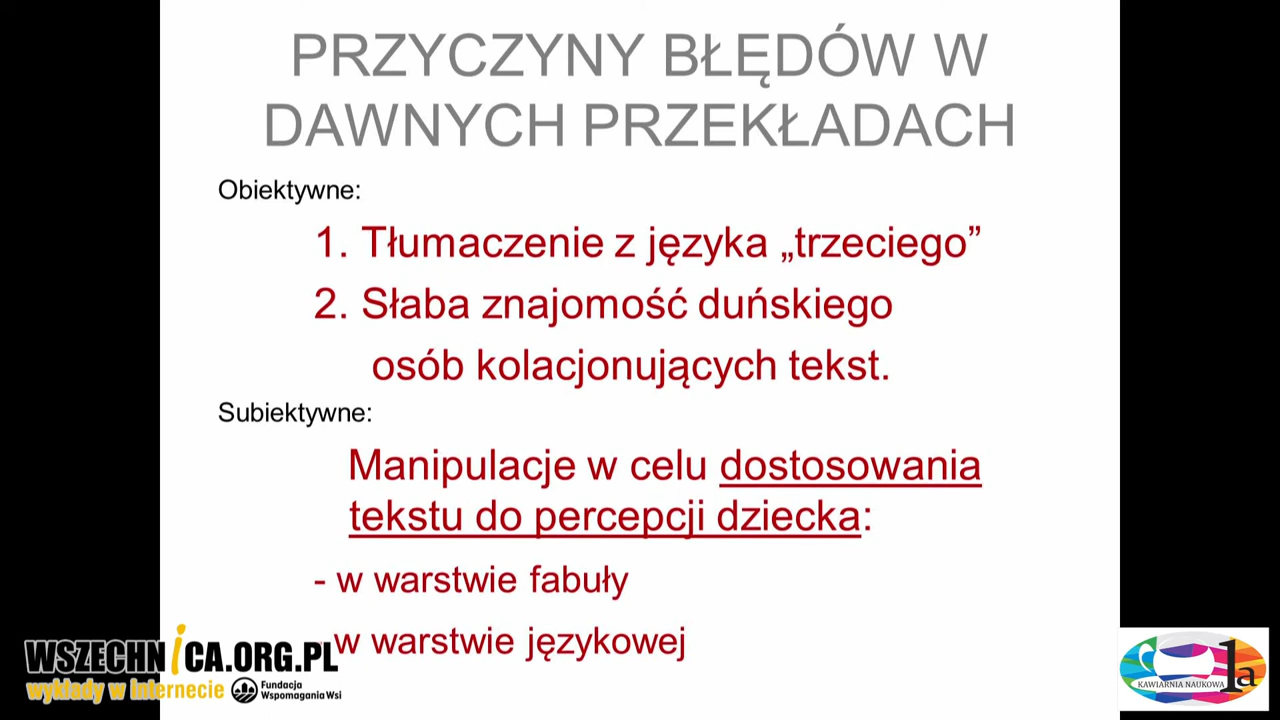 PRZYCZYNY BŁĘDÓW W
DAWNYCH PRZEKŁADACH
Obiektywne:
1. Tłumaczenie z języka „trzeciego”
2. Słaba znajomość duńskiego
osób kolacjonujących tekst.
Subiektywne:
Manipulacje w celu dostosowania
tekstu do percepcji dziecka:
- w warstwie fabuły
- w warstwie językowej
WSZECHNiCA.ORG.PL
wykłady w Internecie
Fundacja
Wspomagania Wsi
KAWIARNIA NAUKOWA 1a